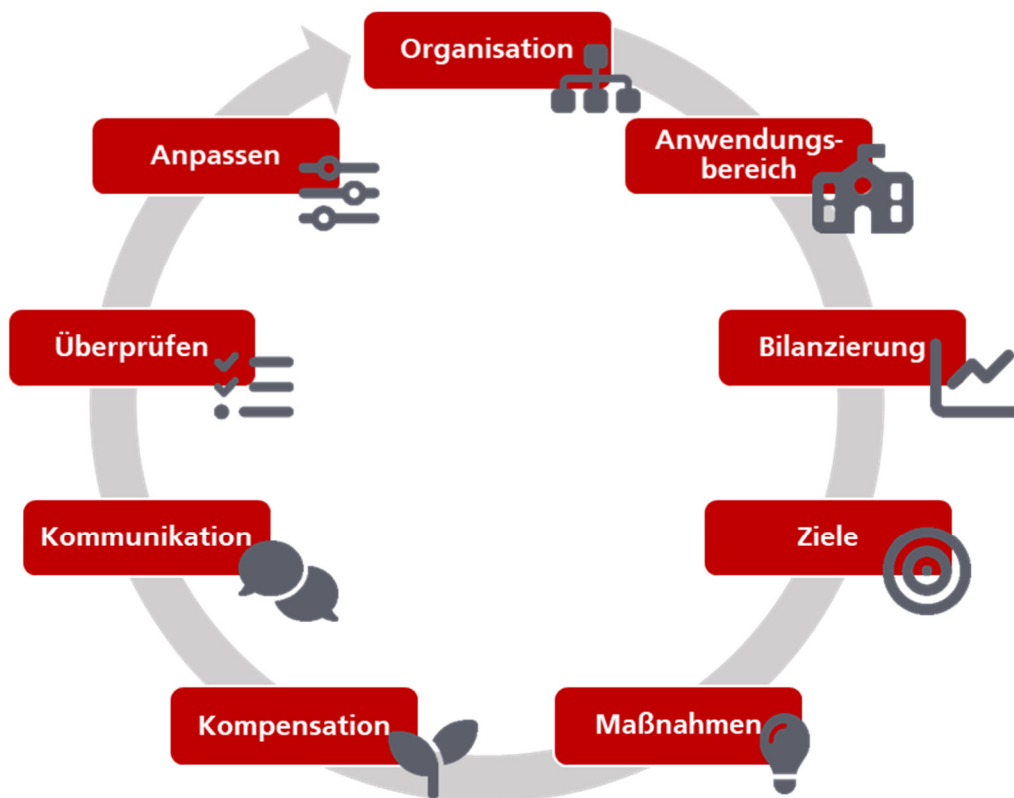 Organisation
Anwendungs-
bereich
Bilanzierung
Ziele
Maßnahmen
Kompensation
Kommunikation
Überprüfen
Anpassen